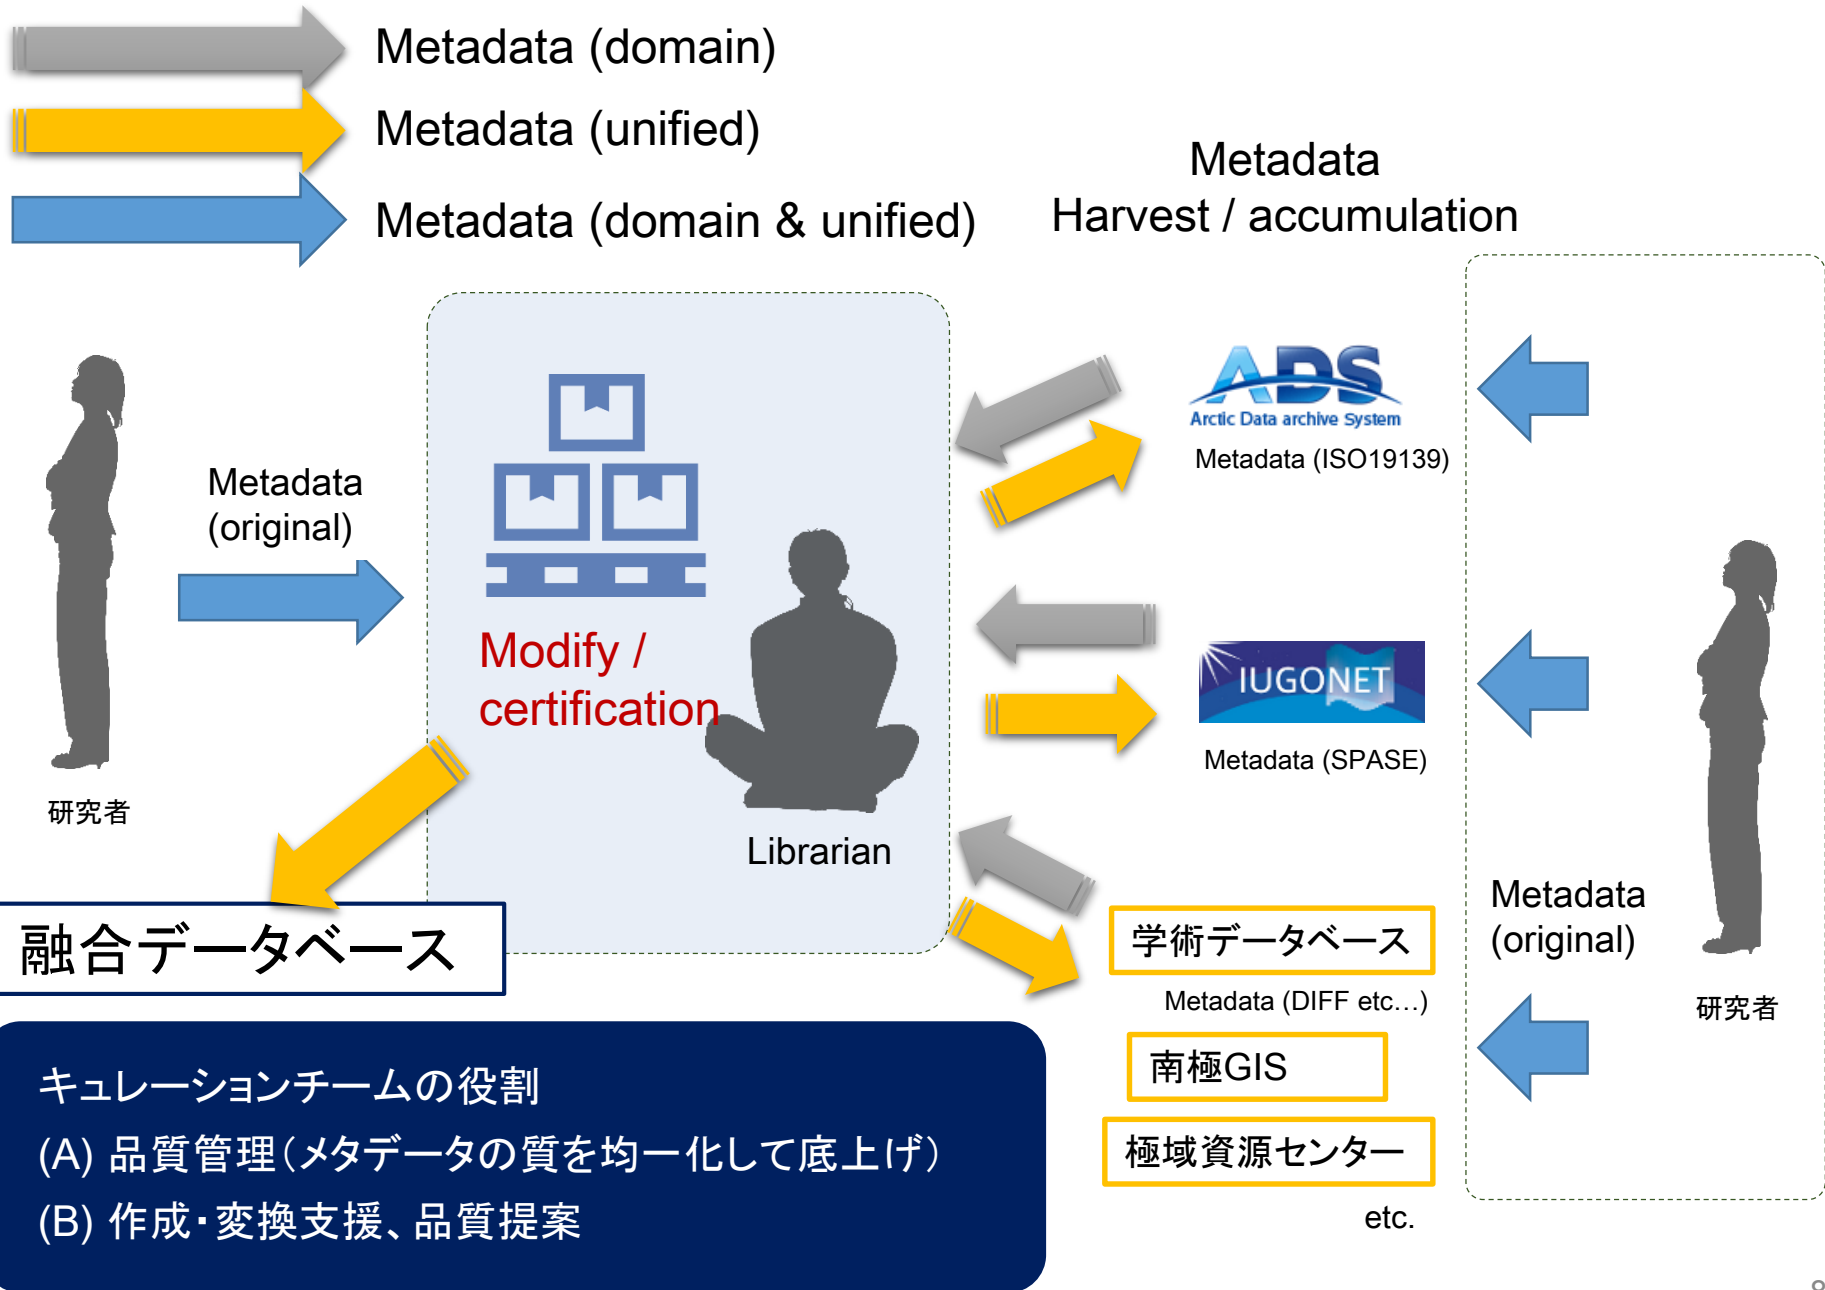 Metadata (domain)
Metadata (unified)
Metadata (domain & unified)
Metadata
Harvest / accumulation
ADS
Arctic Data archive System
Metadata (ISO19139)
Metadata
(original)
Modify /
certification
IUGONET
Metadata (SPASE)
研究者
Librarian
融合データベース
学術データベース
Metadata (DIFF etc…)
南極GIS
極域資源センター
etc.
Metadata
(original)
研究者
キュレーションチームの役割
(A) 品質管理（メタデータの質を均一化して底上げ）
(B) 作成・変換支援、品質提案